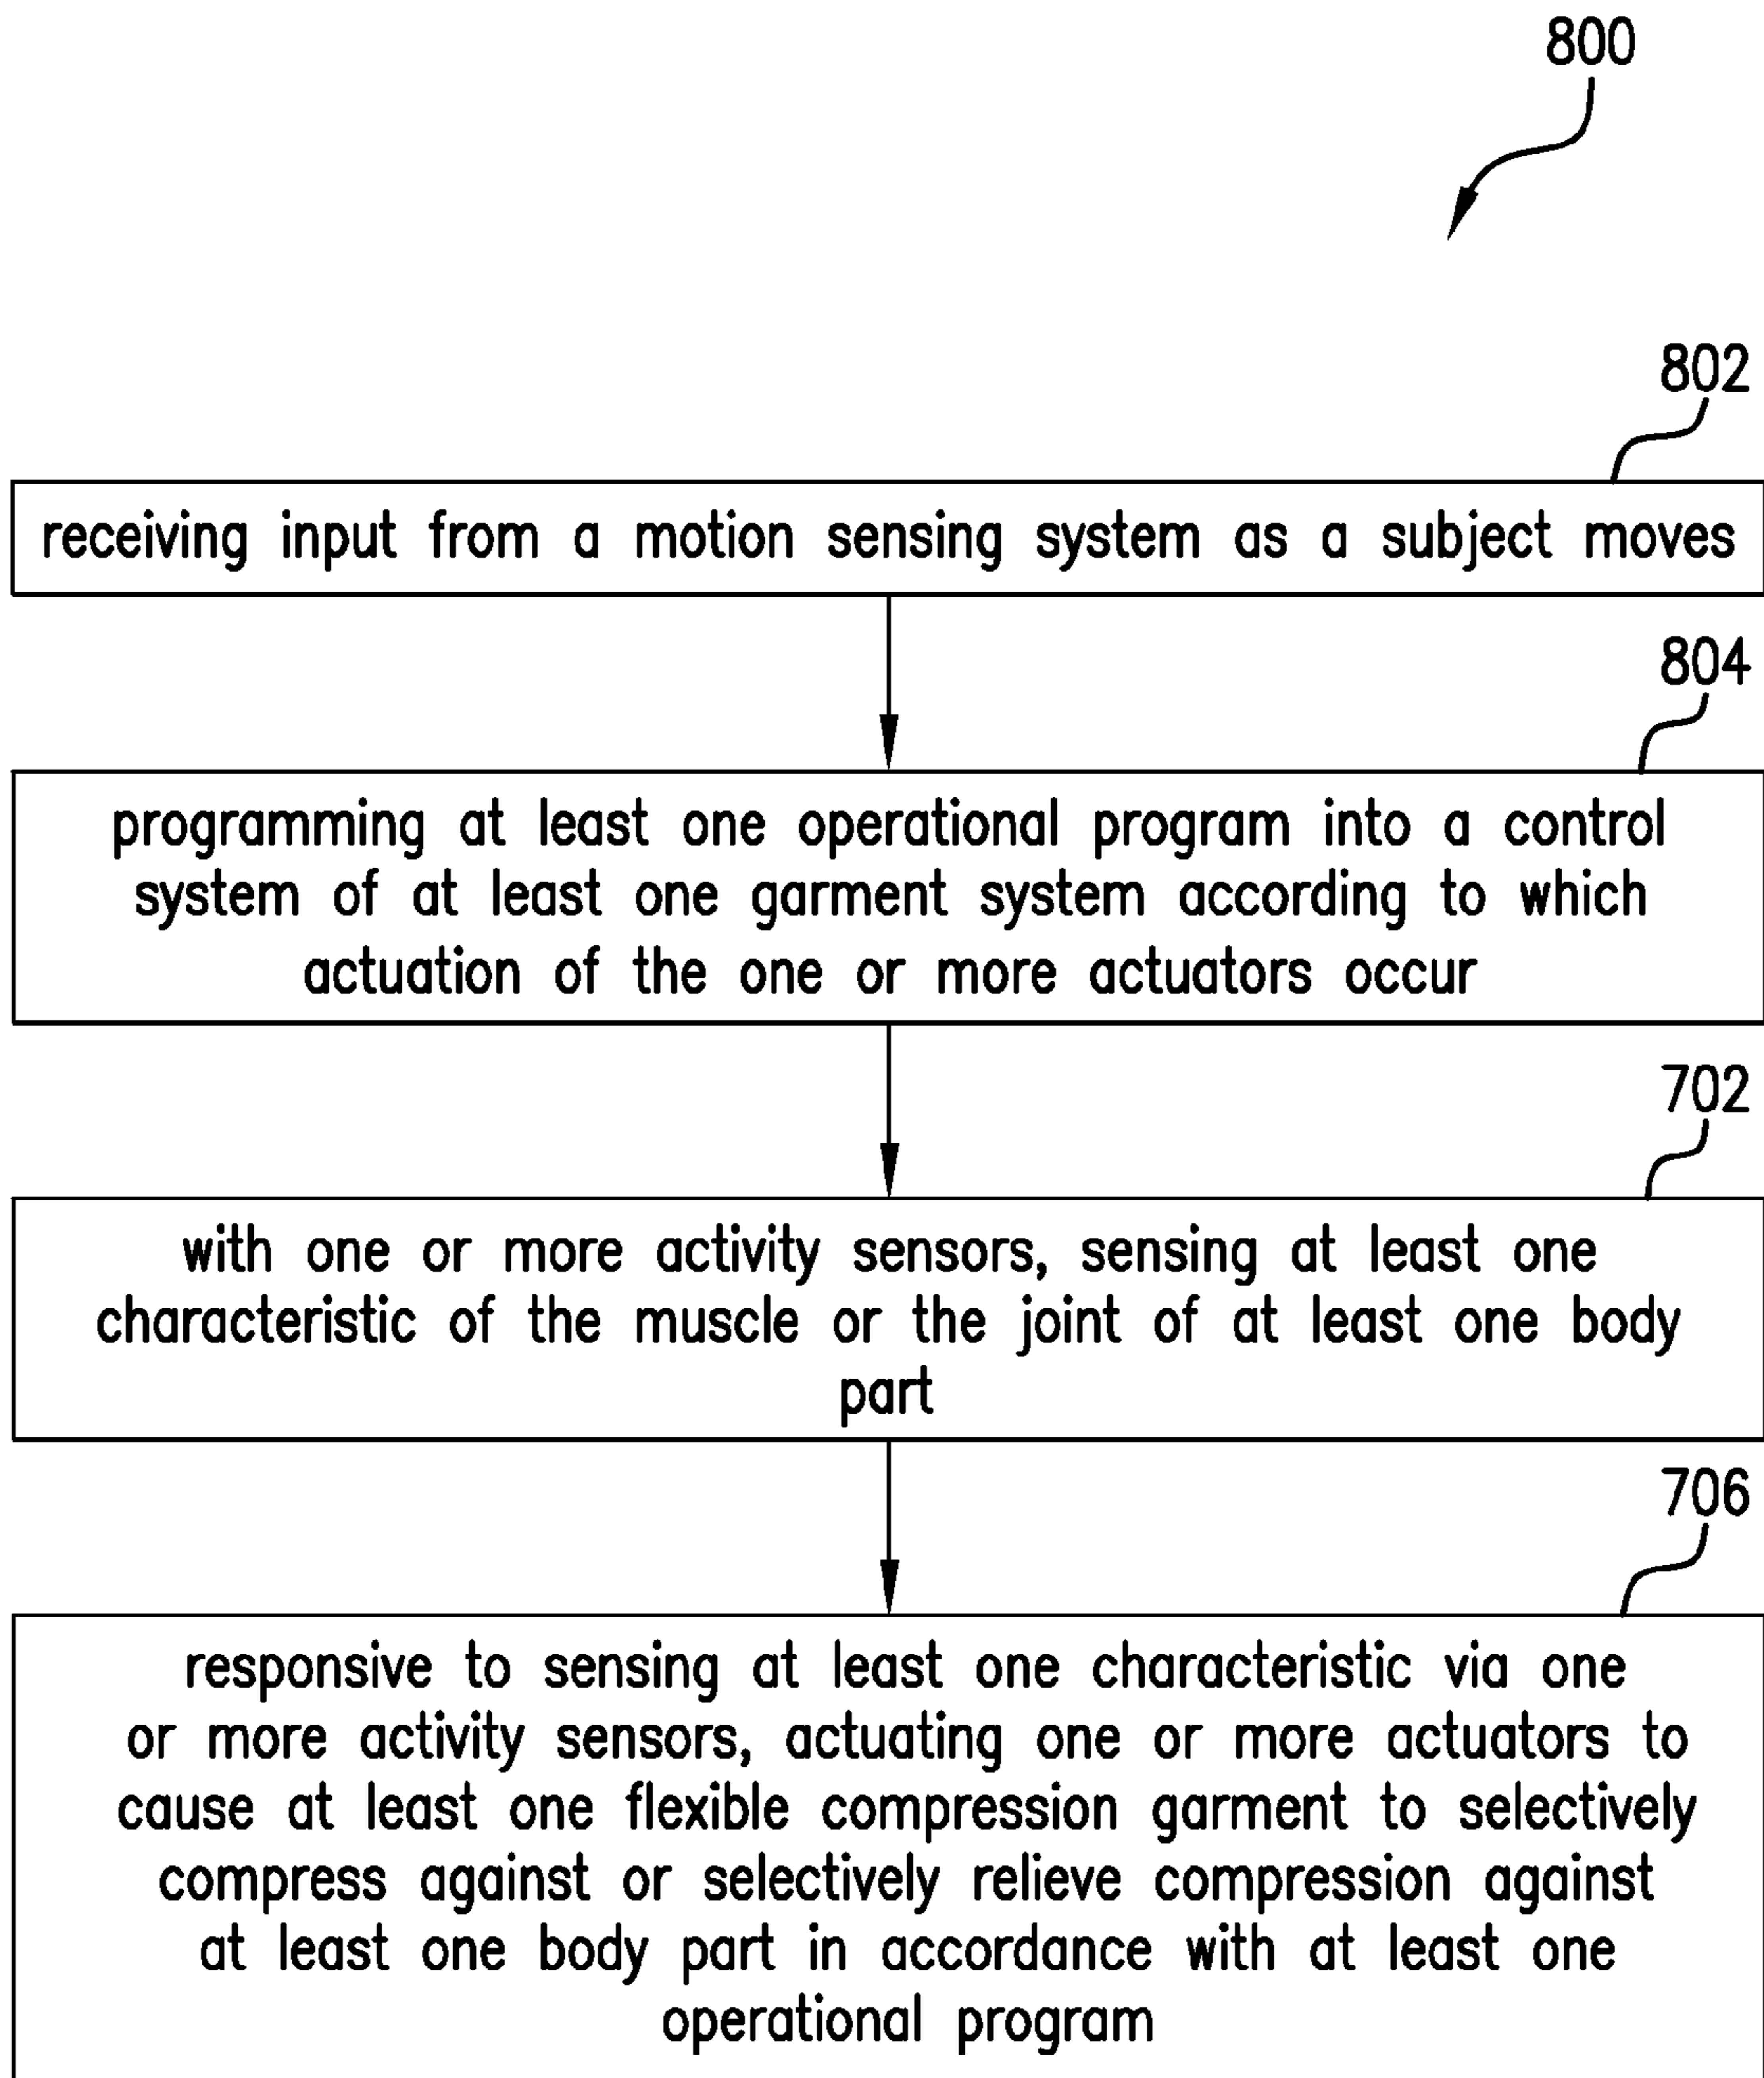 800
802
receiving input from a motion sensing system as a subject moves
804
programming at least one operational program into a control
system of at least one garment system according to which
actuation of the one or more actuators occur
702
with one or more activity sensors, sensing at least one
characteristic of the muscle or the joint of at least one body
part
706
responsive to sensing at least one characteristic via one
or more activity sensors, actuating one or more actuators to
cause at least one flexible compression garment to selectively
compress against or selectively relieve compression against
at least one body part in accordance with at least one
operational program